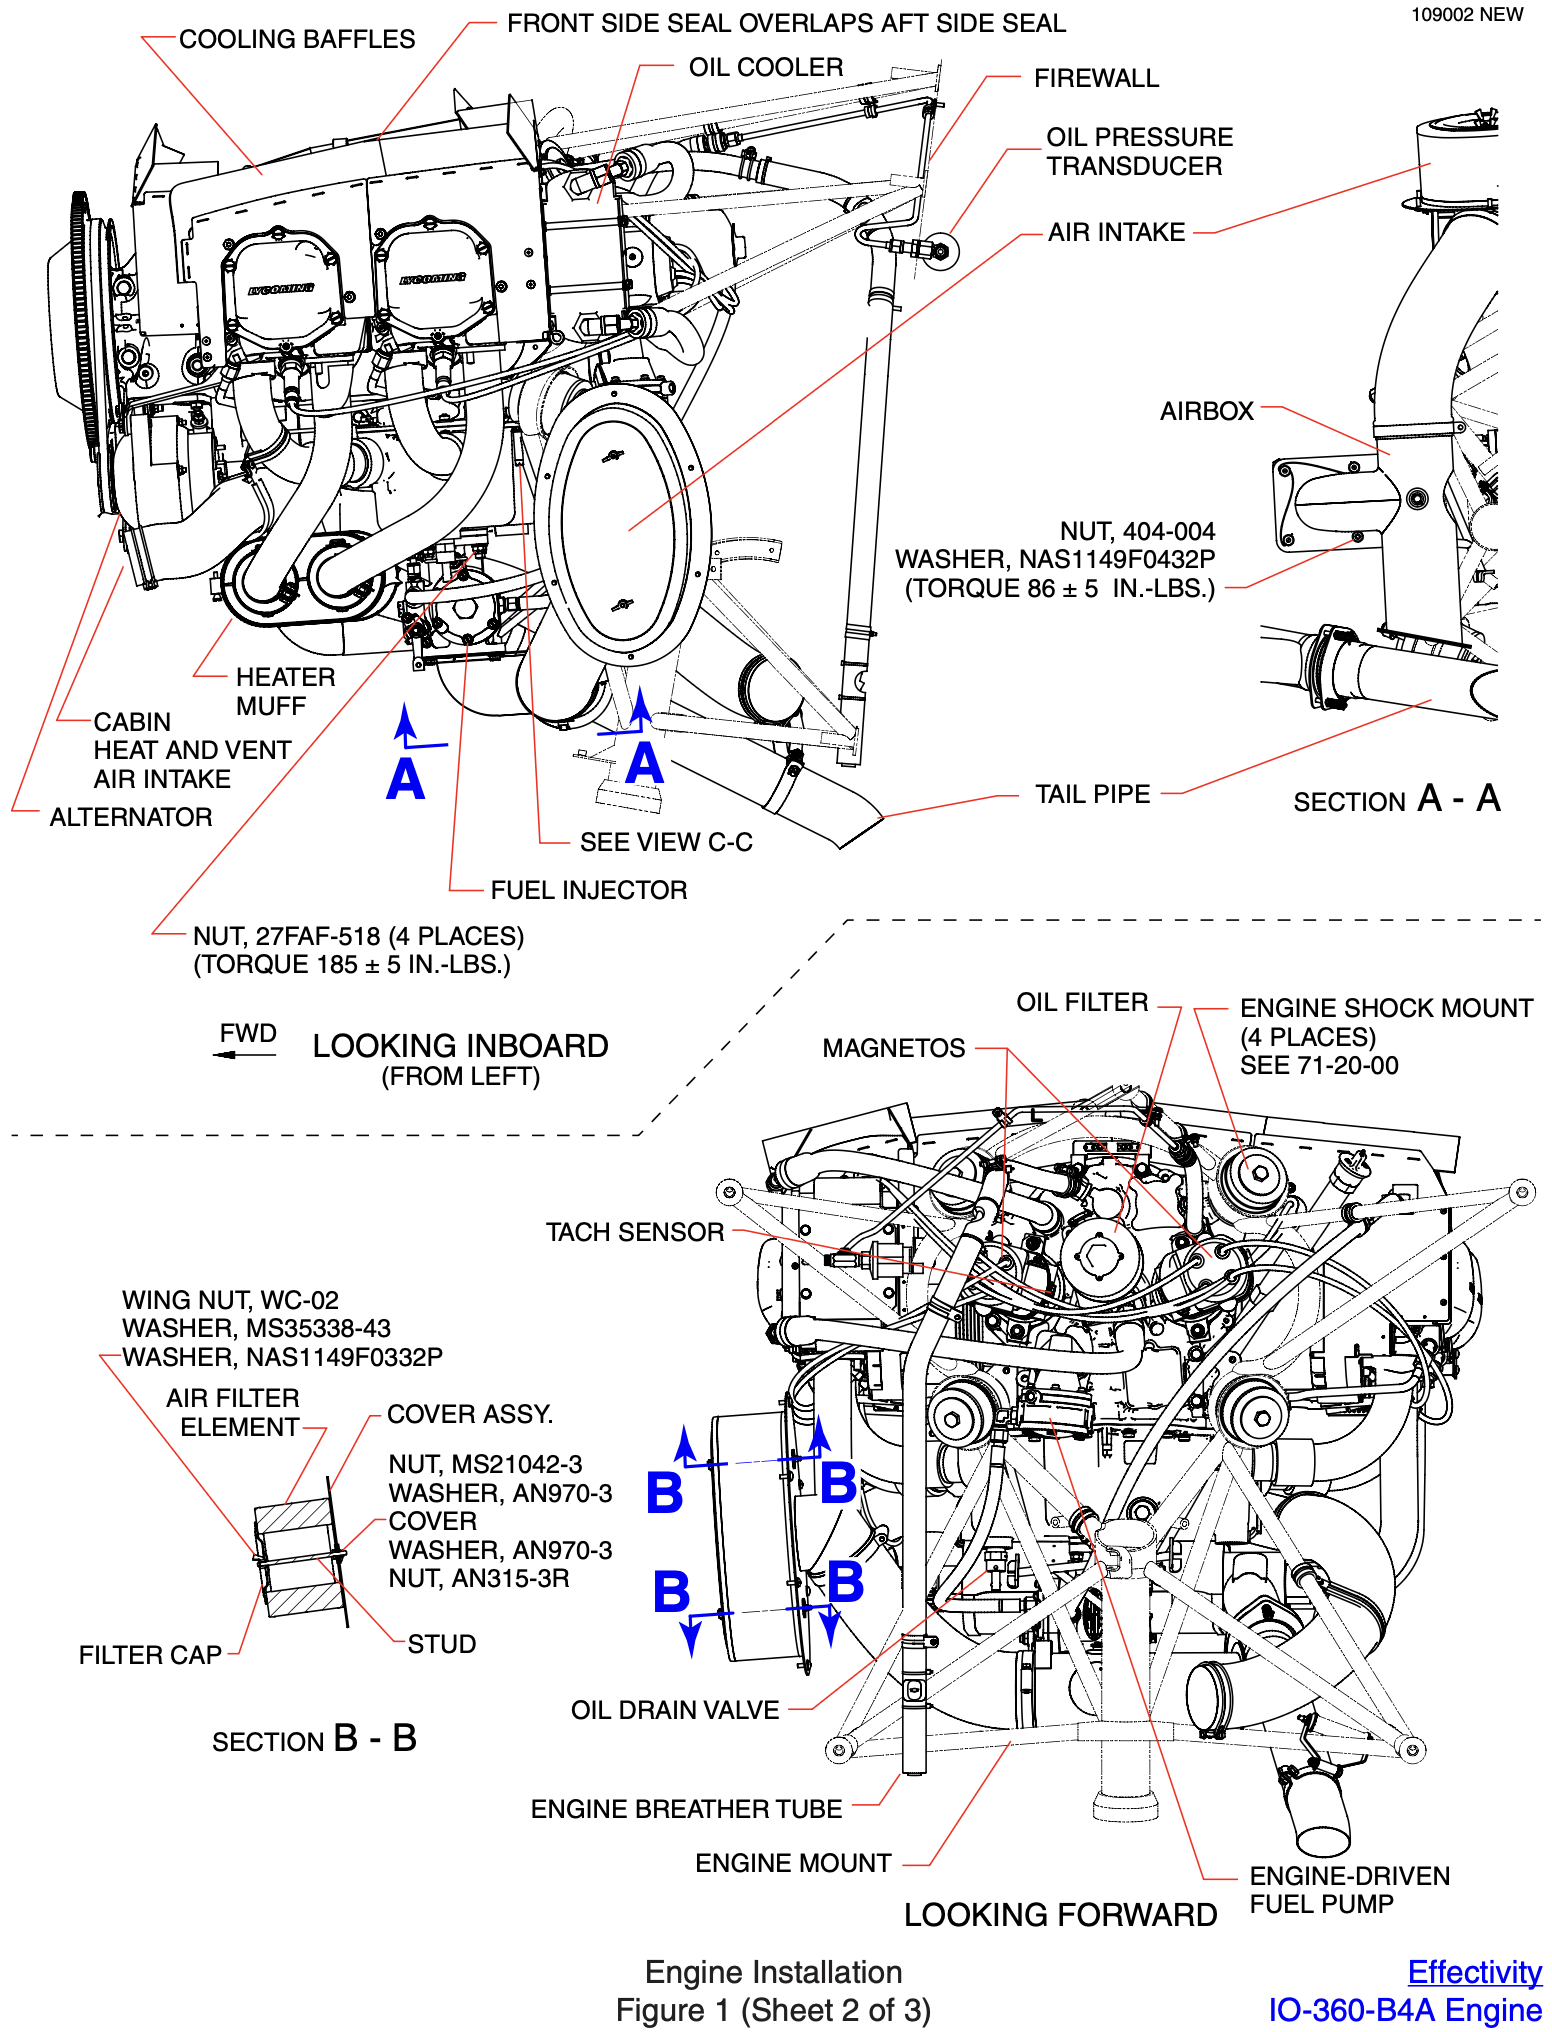 109002 NEW
COOLING BAFFLES
FRONT SIDE SEAL OVERLAPS AFT SIDE SEAL
OIL COOLER
FIREWALL
OIL PRESSURE
TRANSDUCER
AIR INTAKE
LYCOMING
LYCOMING
AIRBOX
NUT, 404-004
WASHER, NAS1149F0432P
(TORQUE 86 ± 5 IN.-LBS.)
HEATER
MUFF
CABIN
HEAT AND VENT
AIR INTAKE
ALTERNATOR
A
A
TAIL PIPE
SECTION A - A
SEE VIEW C-C
FUEL INJECTOR
NUT, 27FAF-518 (4 PLACES)
(TORQUE 185 ± 5 IN.-LBS.)
FWD
LOOKING INBOARD
(FROM LEFT)
OIL FILTER
ENGINE SHOCK MOUNT
(4 PLACES)
SEE 71-20-00
MAGNETOS
TACH SENSOR
WING NUT, WC-02
WASHER, MS35338-43
WASHER, NAS1149F0332P
AIR FILTER
ELEMENT
COVER ASSY.
NUT, MS21042-3
WASHER, AN970-3
COVER
WASHER, AN970-3
NUT, AN315-3R
STUD
FILTER CAP
SECTION B - B
B
B
B
B
OIL DRAIN VALVE
ENGINE BREATHER TUBE
ENGINE MOUNT
ENGINE-DRIVEN
FUEL PUMP
LOOKING FORWARD
Engine Installation
Figure 1 (Sheet 2 of 3)
Effectivity
IO-360-B4A Engine